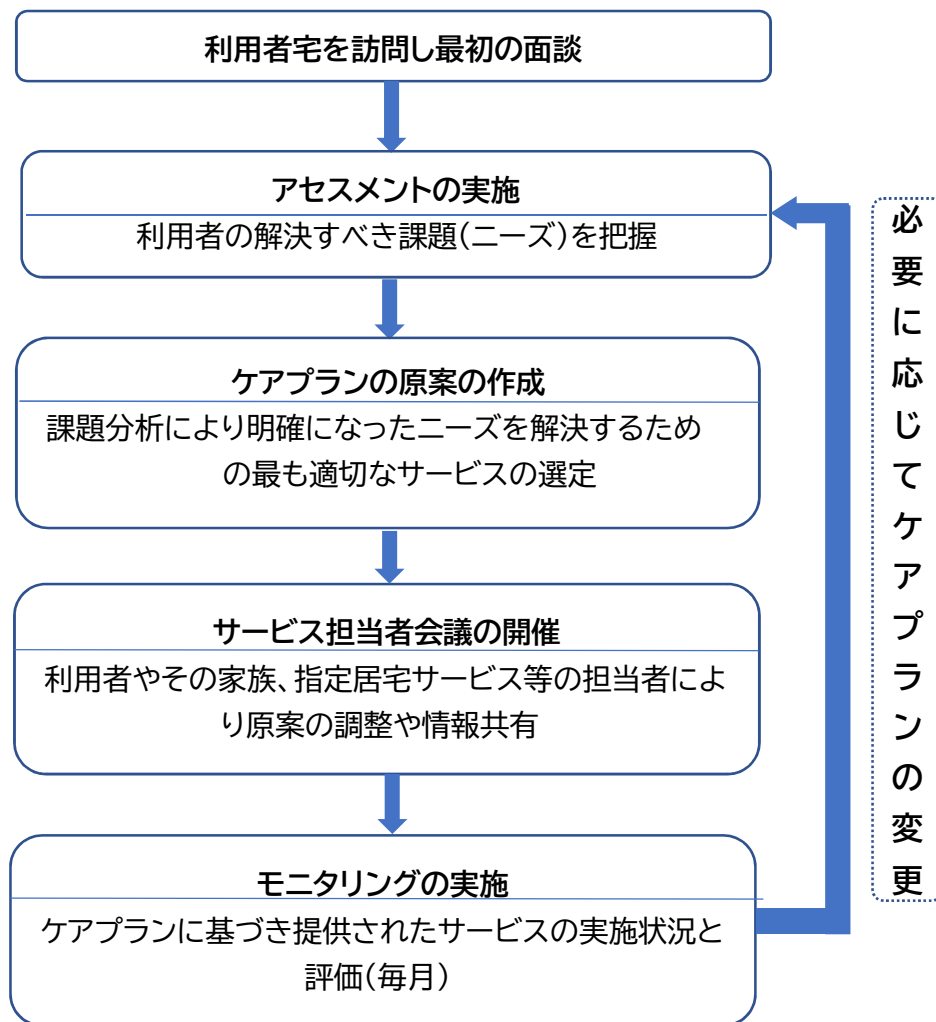 利用者宅を訪問し最初の面談
アセスメントの実施
利用者の解決すべき課題(ニーズ)を把握
ケアプランの原案の作成
課題分析により明確になったニーズを解決するため
の最も適切なサービスの選定
サービス担当者会議の開催
利用者やその家族、指定居宅サービス等の担当者によ
り原案の調整や情報共有
モニタリングの実施
ケアプランに基づき提供されたサービスの実施状況と
評価(毎月)
必要に応じてケアプランの変更